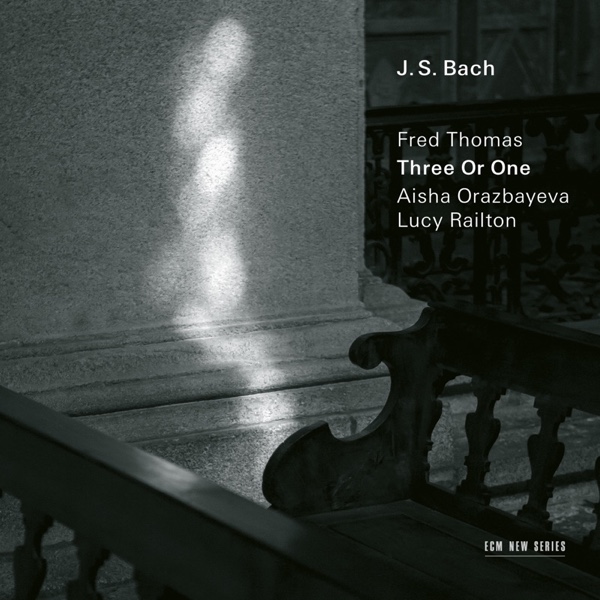 J. S. Bach
Fred Thomas
Three Or One
Aisha Orazbayeva
Lucy Railton
ECM NEW SERIES